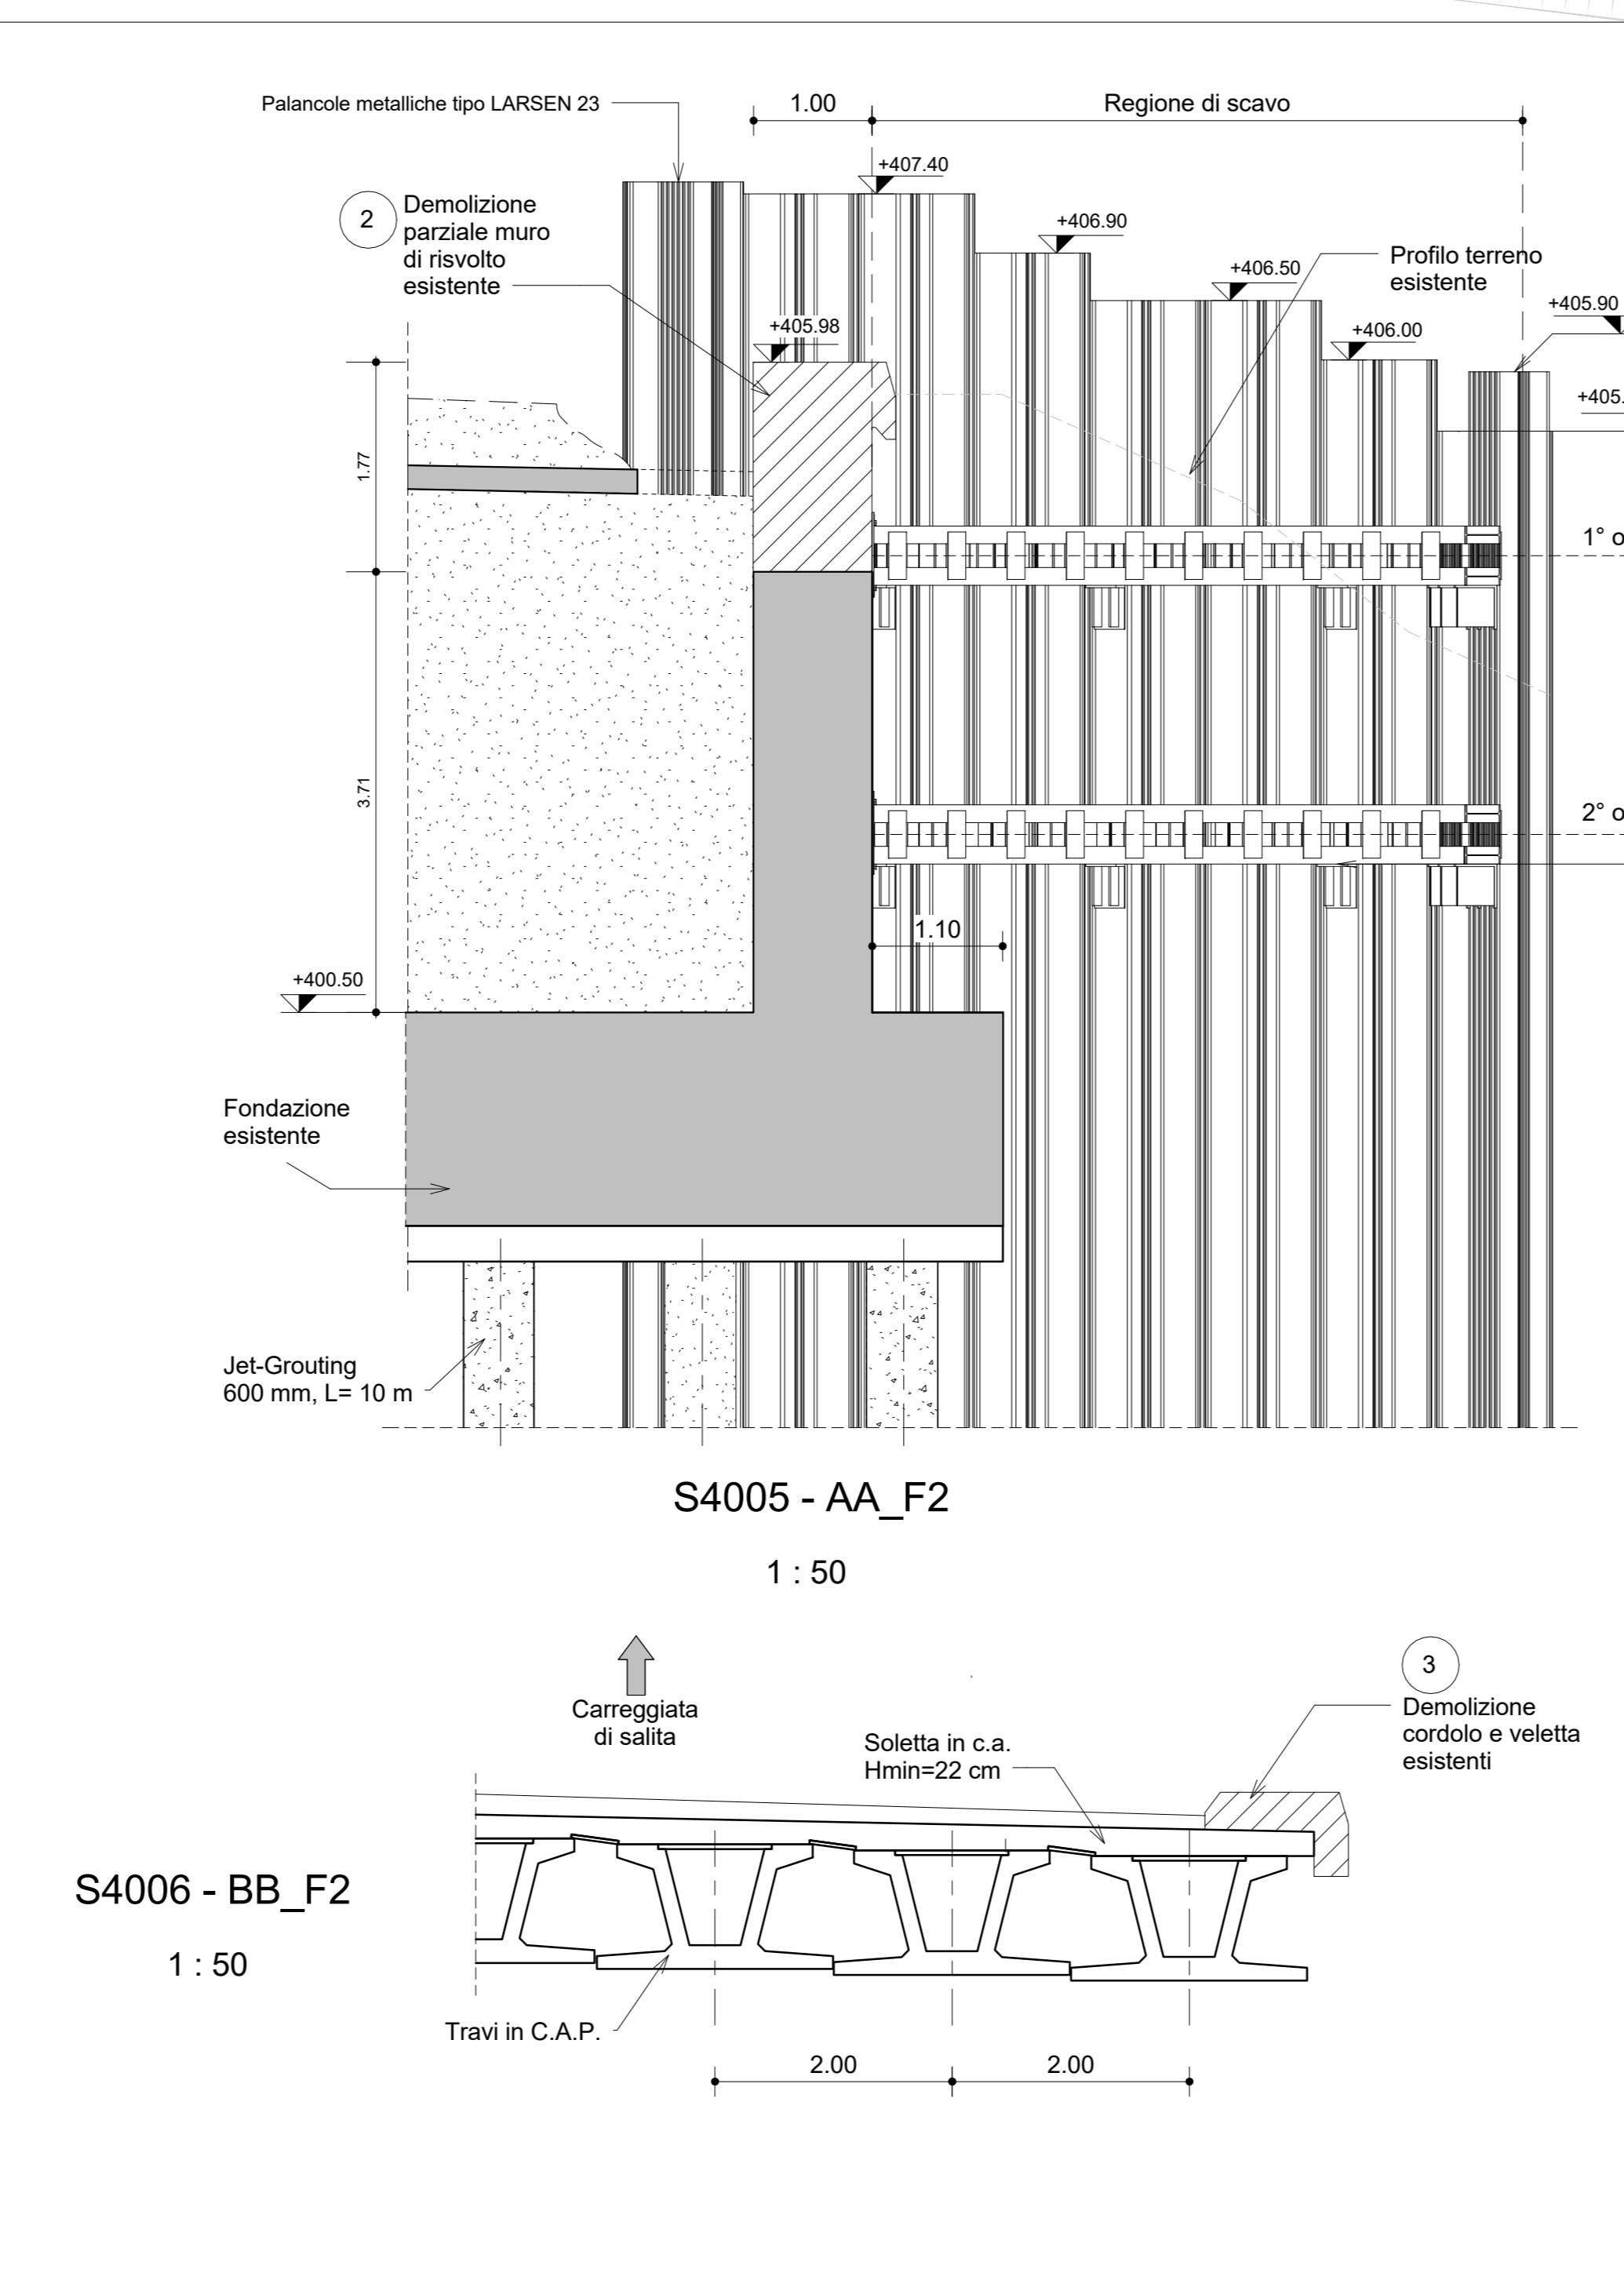 Palancole metalliche tipo LARSEN 23
1.00
Regione di scavo
+407.40
2
Demolizione
parziale muro
di risvolto
esistente
+406.90
Profilo terreno
esistente
+406.50
+405.90
+405.98
+406.00
+405.
1.77
1° o
3.71
2° o
1.10
+400.50
Fondazione
esistente
Jet-Grouting
600 mm, L= 10 m
S4005 - AA_F2
1 : 50
Carreggiata
di salita
3
Demolizione
cordolo e veletta
esistenti
Soletta in c.a.
Hmin=22 cm
S4006 - BB_F2
1 : 50
Travi in C.A.P.
2.00
2.00